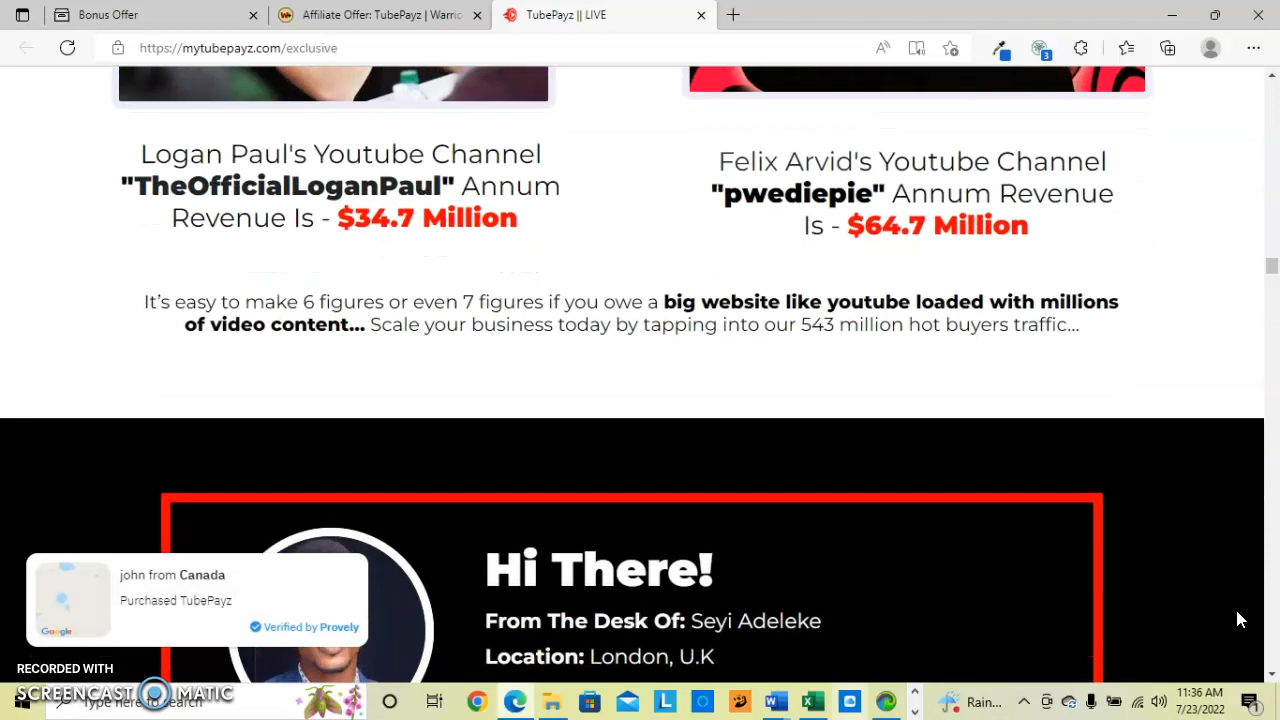 Bonus Offer
Affiliate Offer: TubePayz | Warrio
TubePayz || LIVE
https://mytubepayz.com/exclusive
3
Logan Paul's Youtube Channel
"TheOfficialLoganPaul" Annum
Revenue Is - $34.7 Million
Felix Arvid's Youtube Channel
"pwediepie" Annum Revenue
Is - $64.7 Million
It's easy to make 6 figures or even 7 figures if you owe a big website like youtube loaded with millions
of video content... Scale your business today by tapping into our 543 million hot buyers traffic...
Hi There!
From The Desk Of: Seyi Adeleke
Location: London, U.K
john from Canada
Purchased TubePayz
Google
Verified by Provely
RECORDED WITH
SCREENCAST-O-MATIC
Type here to search
Rain...
11:36 AM
7/23/2022